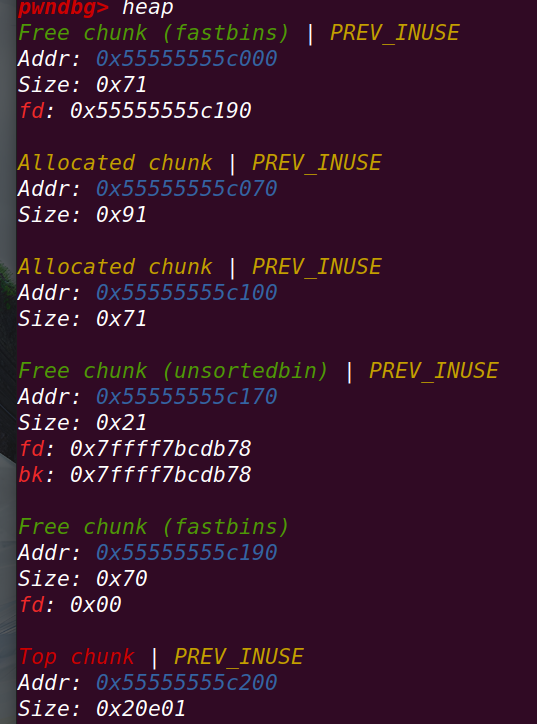 pwndbg> heap
Free chunk (fastbins) | PREV_INUSE
Addr: 0x55555555c000
Size: 0x71
fd: 0x55555555c190
Allocated chunk | PREV_INUSE
Addr: 0x55555555c070
Size: 0x91
Allocated chunk | PREV_INUSE
Addr: 0x55555555c100
Size: 0x71
Free chunk (unsortedbin) | PREV_INUSE
Addr: 0x55555555c170
Size: 0x21
fd: 0x7ffff7bcdb78
bk: 0x7ffff7bcdb78
Free chunk (fastbins)
Addr: 0x55555555c190
Size: 0x70
fd: 0x00
Top chunk | PREV_INUSE
Addr: 0x55555555c200
Size: 0x20e01